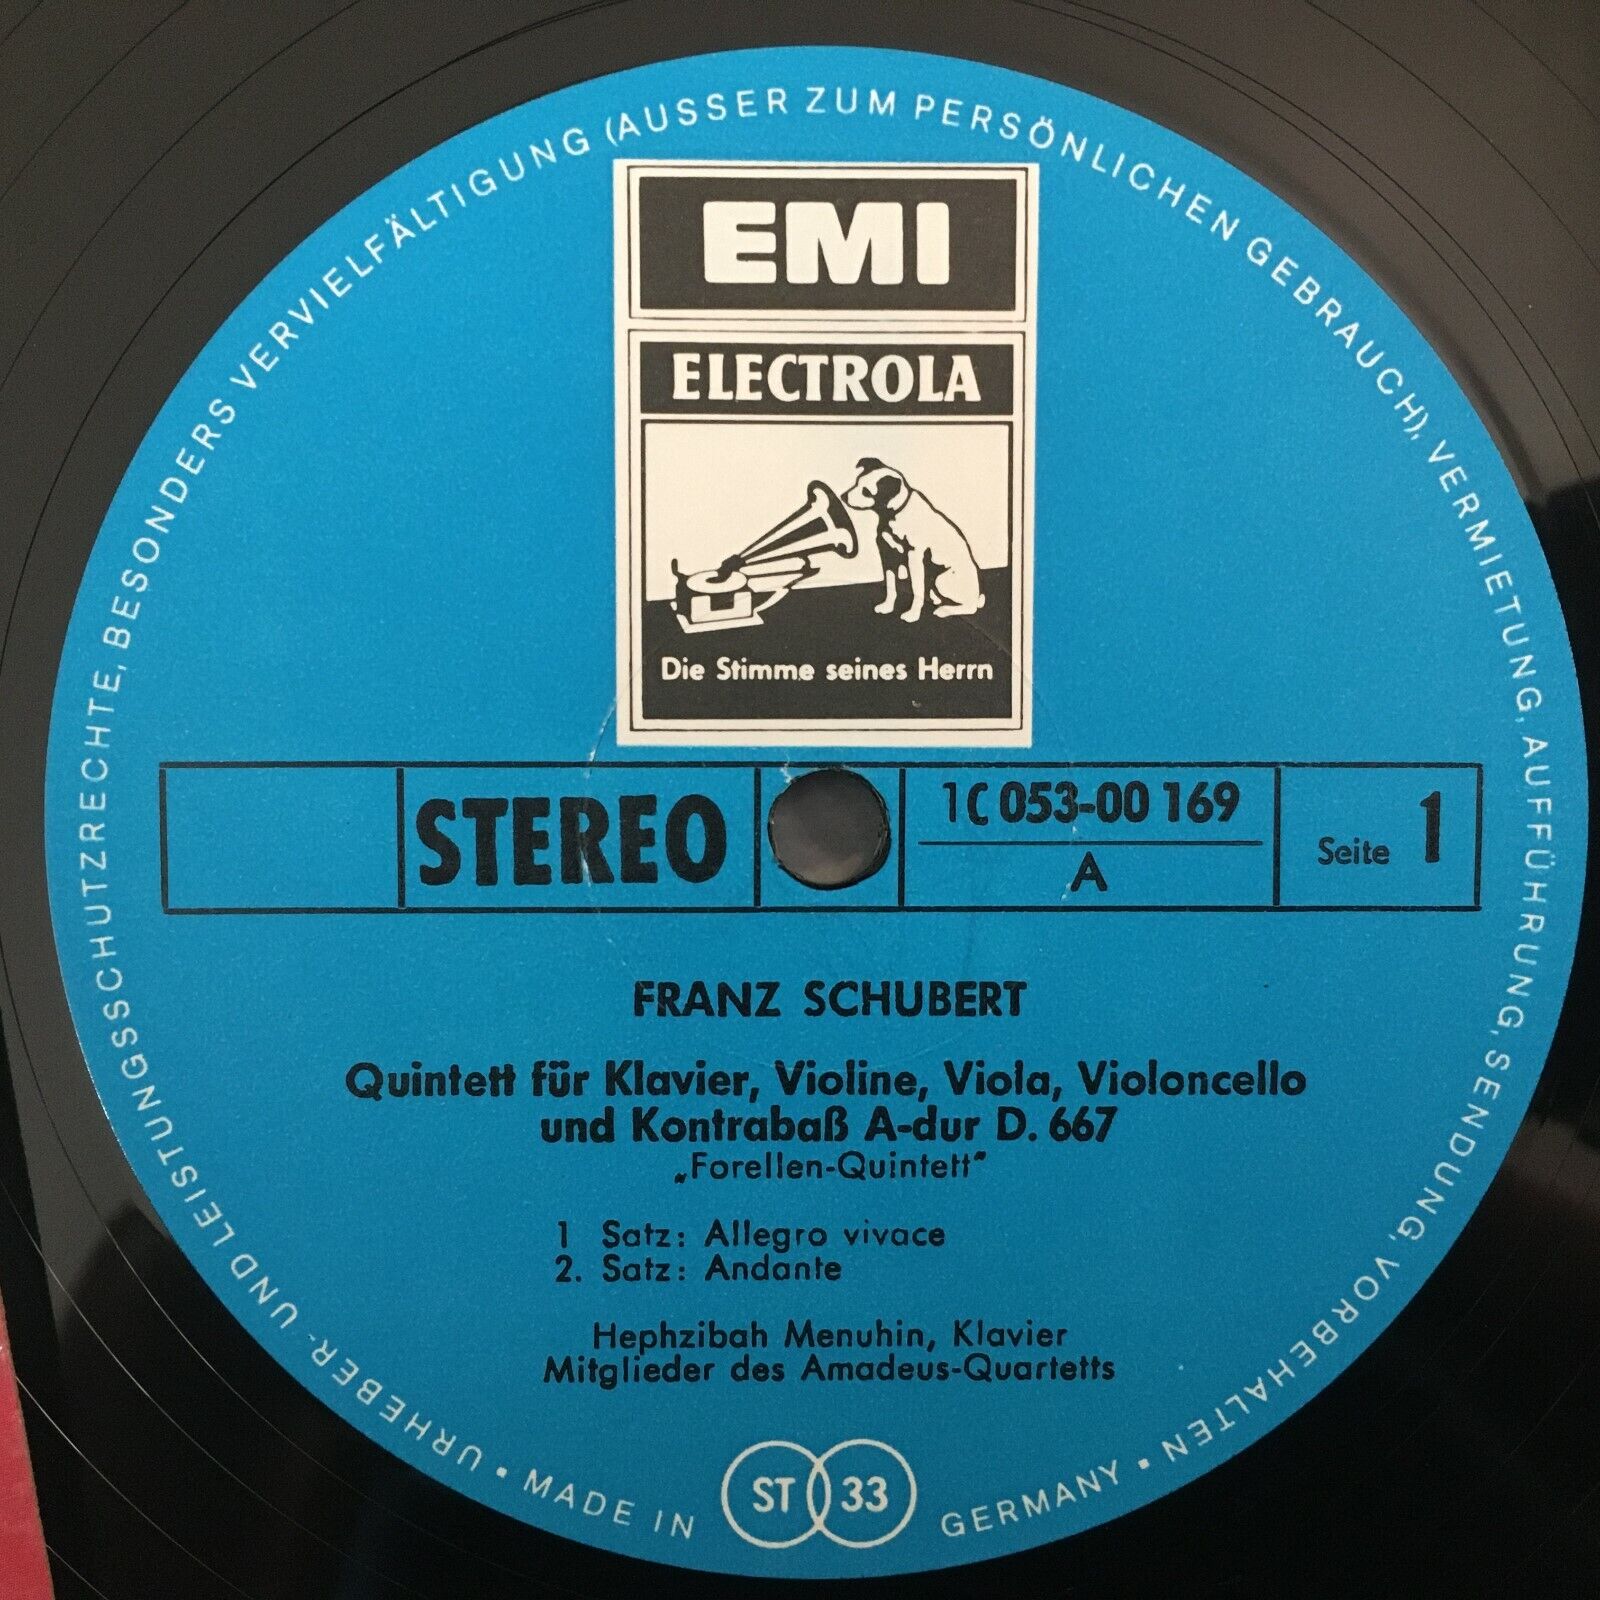 URHEBER- UND LEISTUNGSSCHUTZRECHTE, BESONDERS VERVIELFÄLTIGUNG (AUSSER ZUM PERSÖNLICHEN GEBRAUCH), VERMIETUNG, AUFFÜHRUNG, SENDUNG, VORBEHALTEN
EMI
ELECTROLA
Die Stimme seines Herrn
STEREO
1C 053-00 169
A
Seite 1
FRANZ SCHUBERT
Quintett für Klavier, Violine, Viola, Violoncello
und Kontrabaß A-dur D. 667
„Forellen-Quintett“
1 Satz: Allegro vivace
2. Satz: Andante
Hephzibah Menuhin, Klavier
Mitglieder des Amadeus-Quartetts
• MADE IN ST 33 GERMANY •